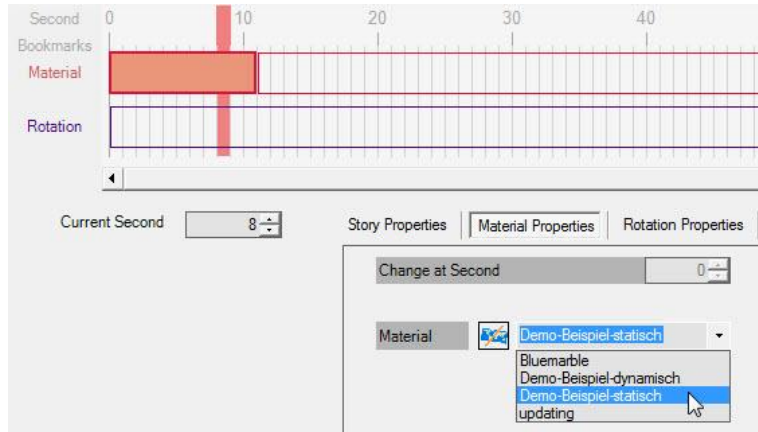 Second 0 10 20 30 40
Bookmarks
Material
Rotation
Current Second 8
Story Properties Material Properties Rotation Properties
Change at Second 0
Material Demo-Beispiel-statisch
Bluemarble
Demo-Beispiel-dynamisch
Demo-Beispiel-statisch
updating